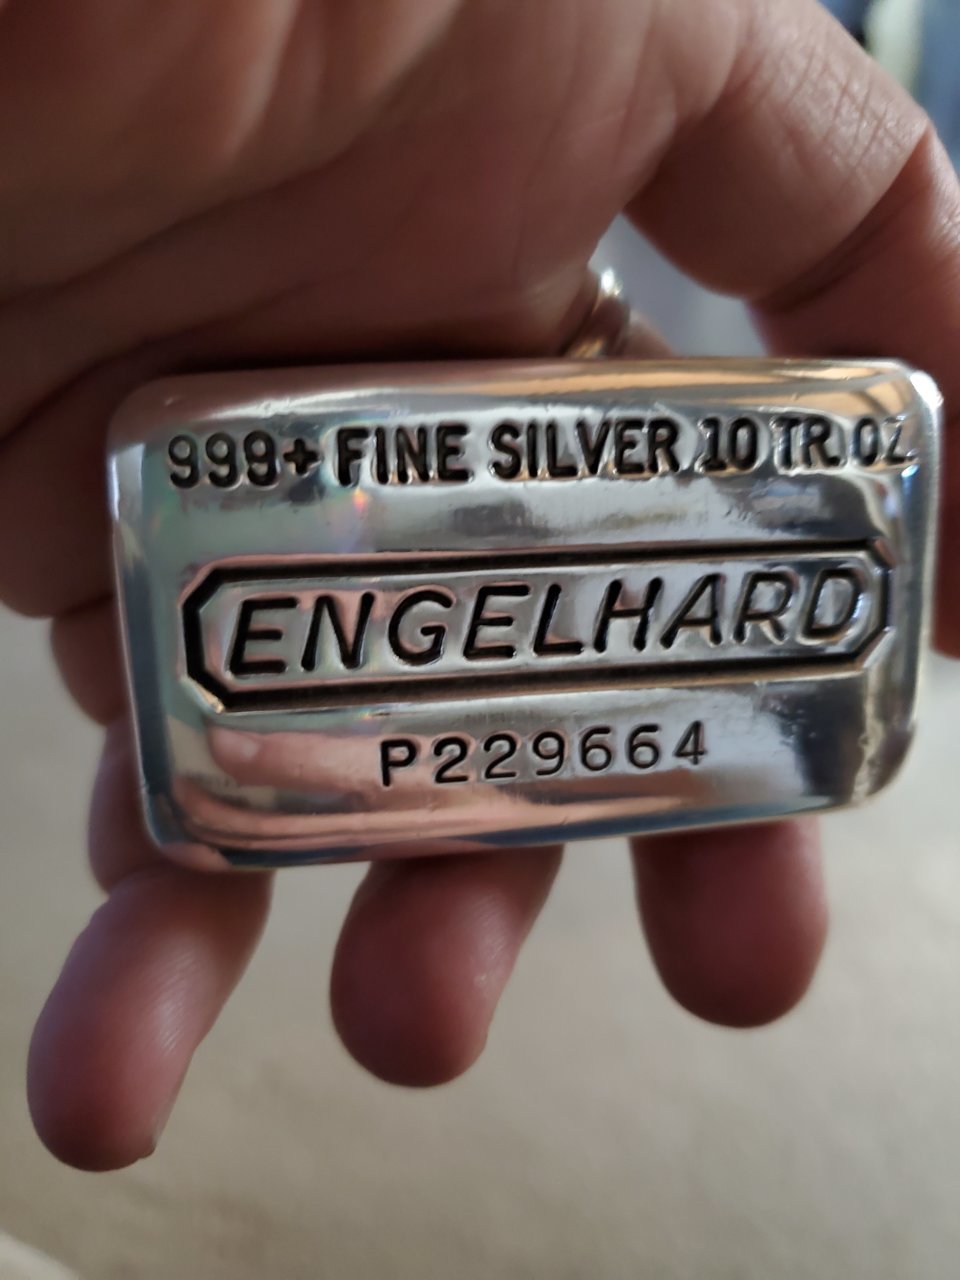 999+ FINE SILVER 10 TR. OZ.
ENGELHARD
P229664